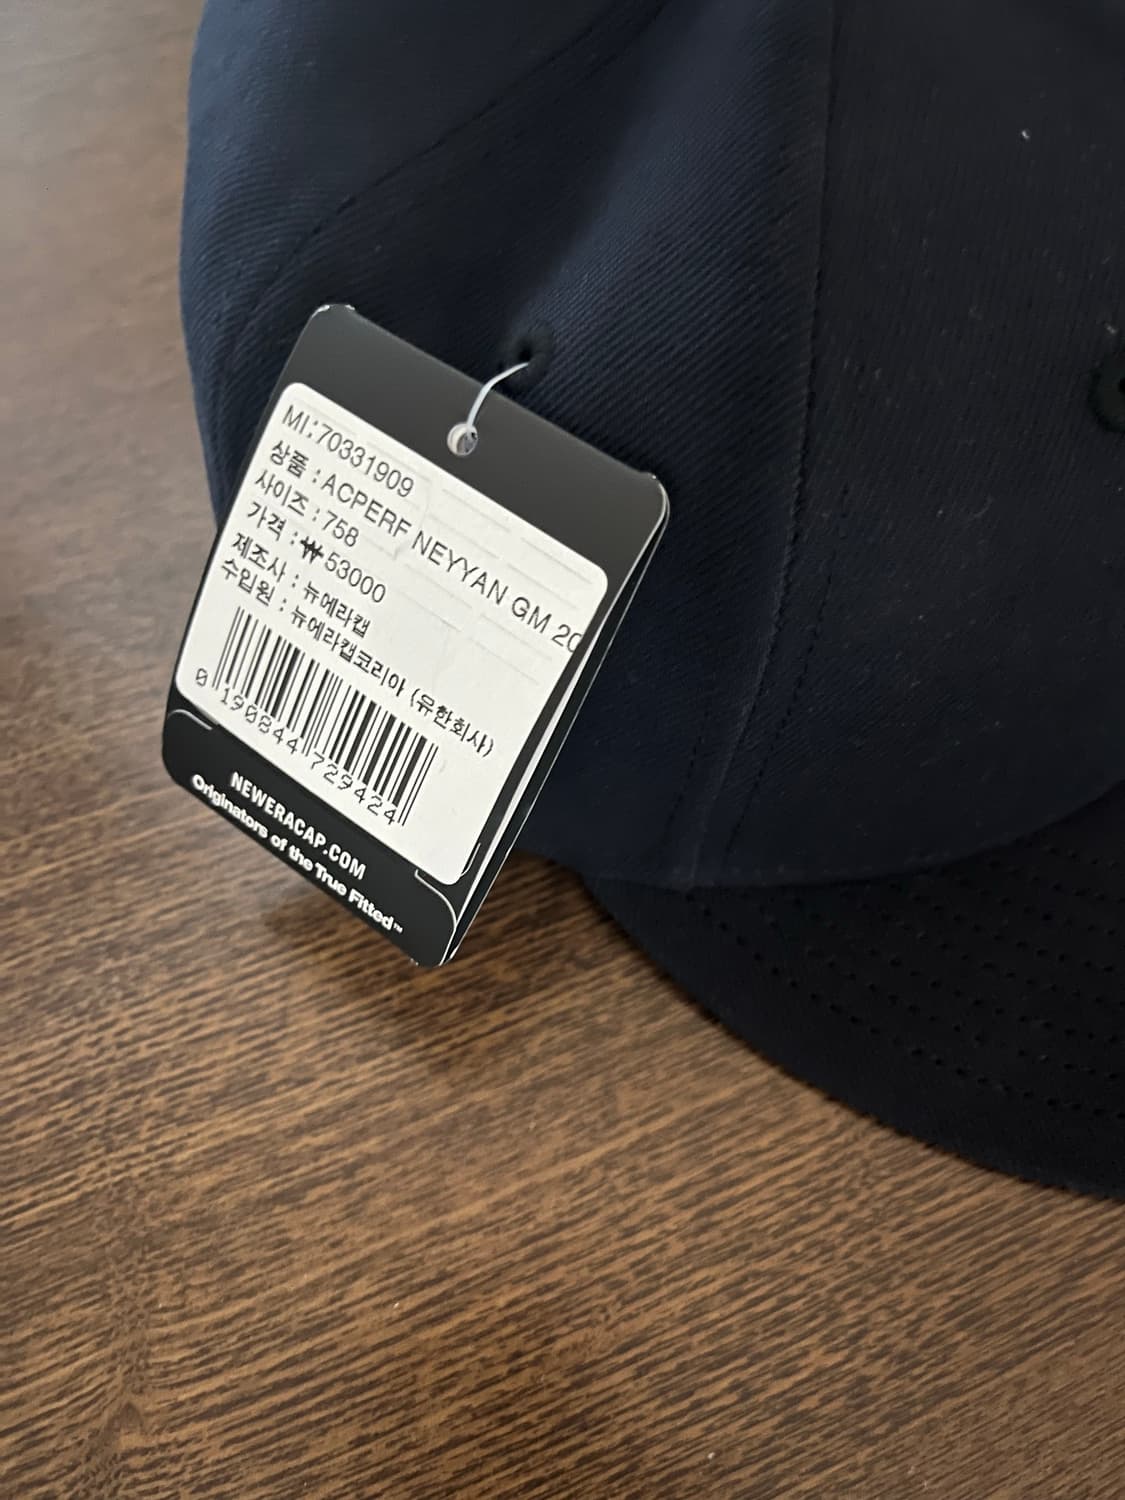 MI:70331909
상품 : ACPERF NEYYAN GM 20
사이즈 : 758
가격 : ₩ 53000
제조사 : 뉴에라캡
수입원 : 뉴에라캡코리아 (유한회사)
0 190844 729424
NEWERACAP.COM
Originators of the True Fitted™